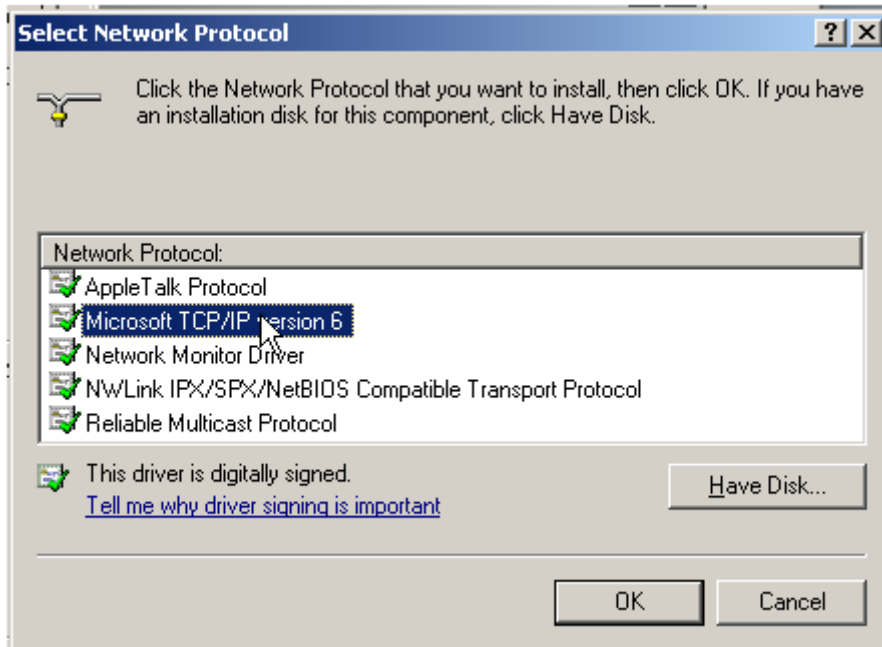 Select Network Protocol
Click the Network Protocol that you want to install, then click OK. If you have
an installation disk for this component, click Have Disk.
Network Protocol:
AppleTalk Protocol
Microsoft TCP/IP version 6
Network Monitor Driver
NWLink IPX/SPX/NetBIOS Compatible Transport Protocol
Reliable Multicast Protocol
This driver is digitally signed.
Have Disk...
Tell me why driver signing is important
OK
Cancel